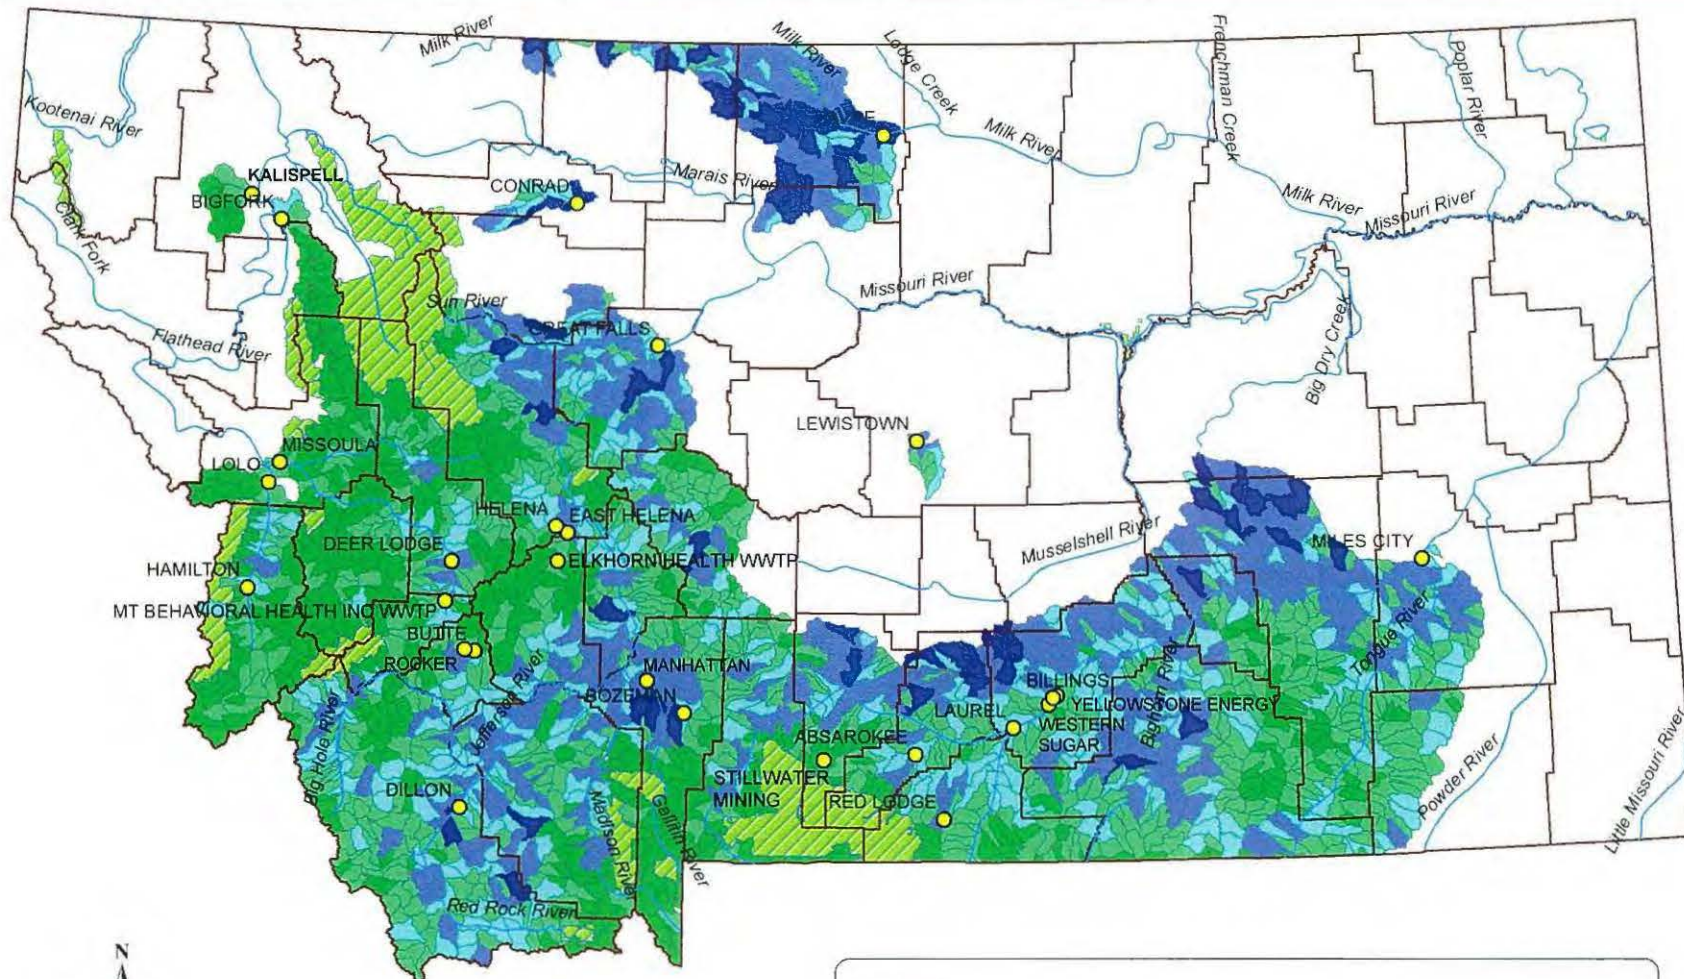 Milk River
Milk River
Lodge Creek
Frenchman Creek
Poplar River
Kootenai River
Milk River
KALISPELL
Marais River
CONRAD
BIGFORK
Milk River
Missouri River
Clark Fork
Sun River
Missouri River
GREAT FALLS
Flathead River
Big Dry Creek
LEWISTOWN
MISSOULA
LOLO
HELENA
EAST HELENA
Musselshell River
MILES CITY
DEER LODGE
ELKHORN HEALTH WWTP
HAMILTON
MT BEHAVIORAL HEALTH INC WWTP
BUTTE
ROCKER
Tongue River
MANHATTAN
BOZEMAN
Jefferson River
Big Hole River
BILLINGS
YELLOWSTONE ENERGY
LAUREL
WESTERN
SUGAR
Bighorn River
ABSAROKEE
STILLWATER
MINING
RED LODGE
DILLON
Madison River
Gallatin River
Powder River
Little Missouri River
Red Rock River
N